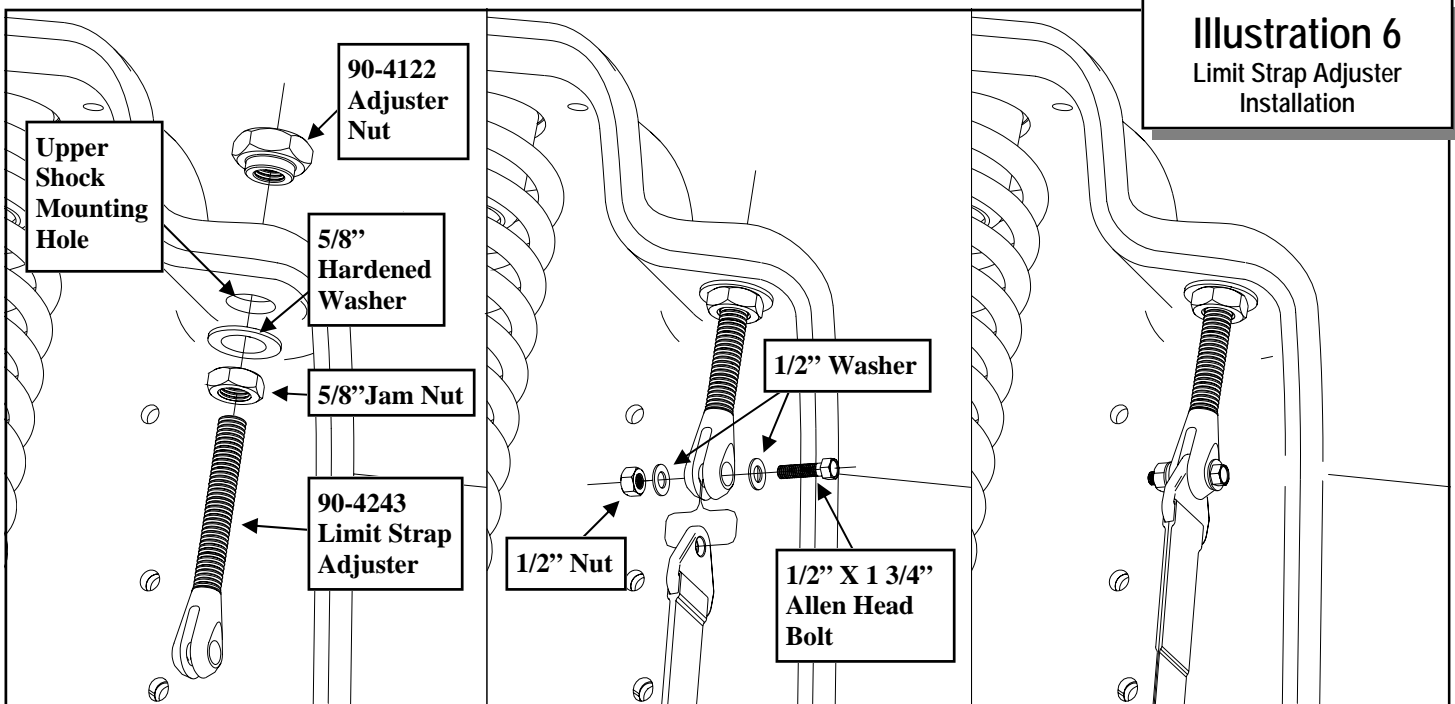 Illustration 6
Limit Strap Adjuster
Installation
90-4122
Adjuster
Nut
Upper
Shock
Mounting
Hole
5/8”
Hardened
Washer
5/8”Jam Nut
90-4243
Limit Strap
Adjuster
1/2” Washer
1/2” Nut
1/2” X 1 3/4”
Allen Head
Bolt